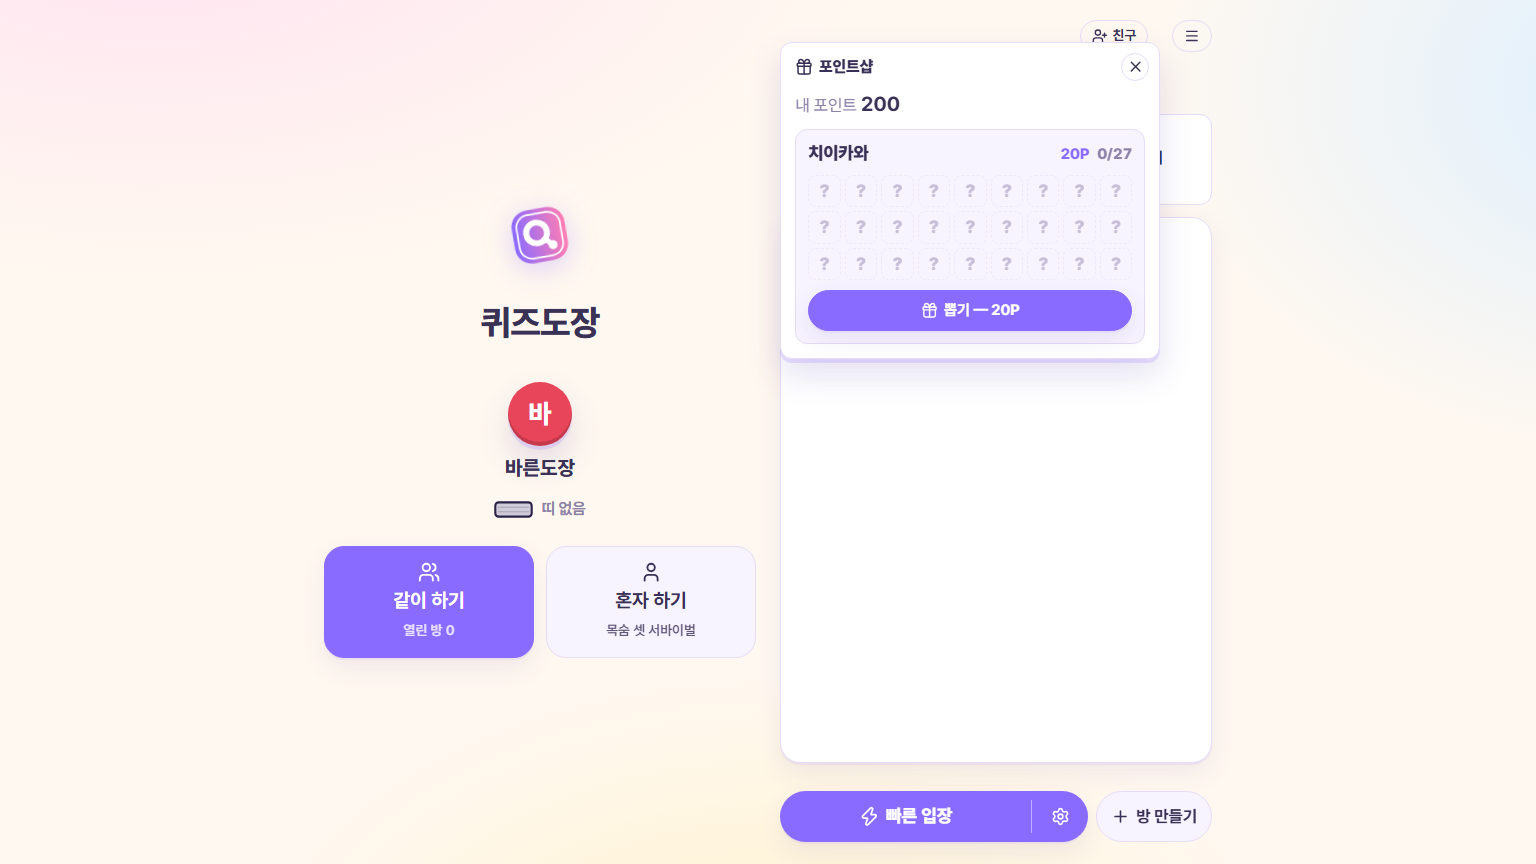 친구
포인트샵
내 포인트 200
치이카와 20P 0/27
? ? ? ? ? ? ? ? ?
? ? ? ? ? ? ? ? ?
? ? ? ? ? ? ? ? ?
뽑기 — 20P
퀴즈도장
바
바른도장
띠 없음
같이 하기
열린 방 0
혼자 하기
목숨 셋 서바이벌
빠른 입장
방 만들기